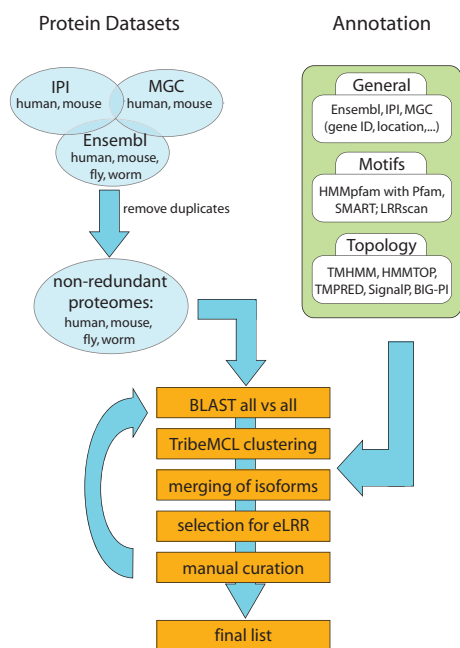 Protein Datasets
IPI
human, mouse
MGC
human, mouse
Ensembl
human, mouse,
fly, worm
remove duplicates
non-redundant
proteomes:
human, mouse,
fly, worm
Annotation
General
Ensembl, IPI, MGC
(gene ID, location,...)
Motifs
HMMpfam with Pfam,
SMART; LRRscan
Topology
TMHMM, HMMTOP,
TMPRED, SignalP, BIG-PI
BLAST all vs all
TribeMCL clustering
merging of isoforms
selection for eLRR
manual curation
final list